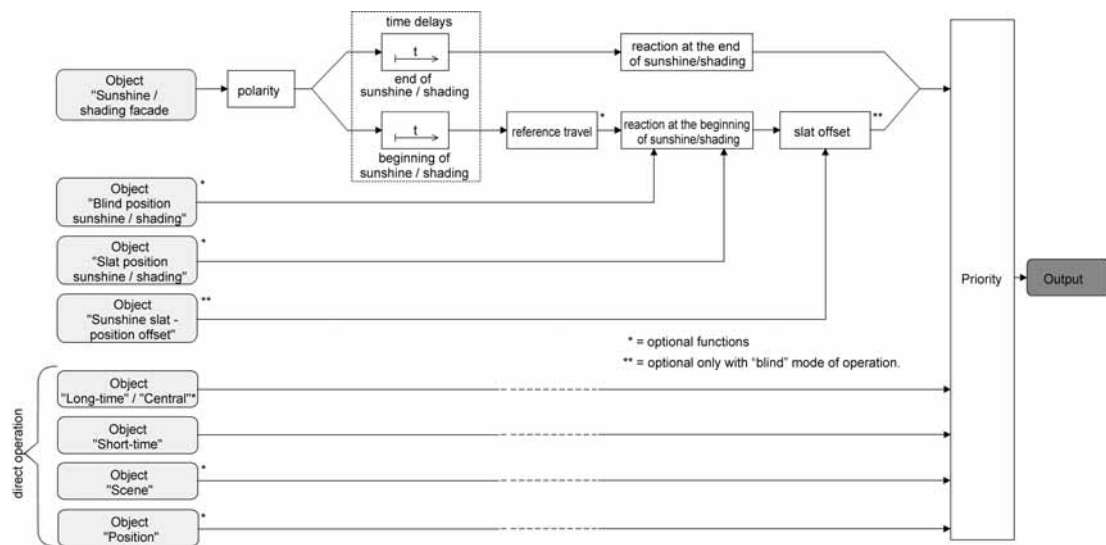 time delays
t
end of
sunshine / shading
reaction at the end
of sunshine/shading
Object
"Sunshine /
shading facade
polarity
t
beginning of
sunshine / shading
reference travel
*
reaction at the beginning
of sunshine/shading
slat offset
**
Object
"Blind position
sunshine / shading"
*
Object
"Slat position
sunshine / shading"
*
Object
"Sunshine slat -
position offset"
**
Priority
Output
* = optional functions
** = optional only with "blind" mode of operation.
direct operation
Object
"Long-time" / "Central"*
Object
"Short-time"
Object
"Scene"
*
Object
"Position"
*